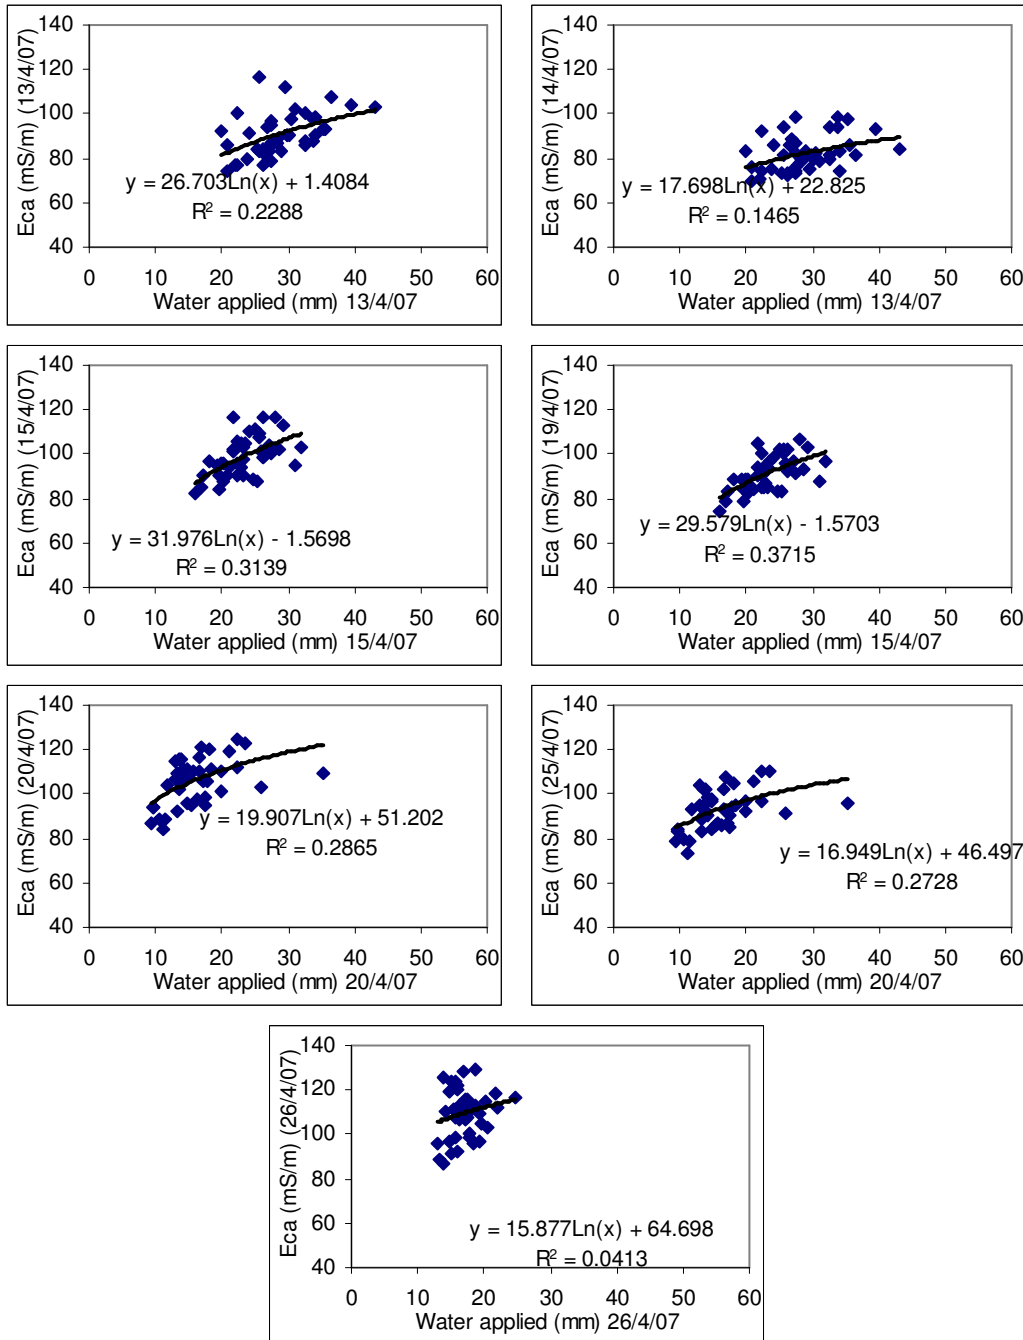 Eca (mS/m) (13/4/07)
140
120
100
80
60
40
y = 26.703Ln(x) + 1.4084
R² = 0.2288
0 10 20 30 40 50 60
Water applied (mm) 13/4/07
Eca (mS/m) (14/4/07)
140
120
100
80
60
40
y = 17.698Ln(x) + 22.825
R² = 0.1465
0 10 20 30 40 50 60
Water applied (mm) 13/4/07
Eca (mS/m) (15/4/07)
140
120
100
80
60
40
y = 31.976Ln(x) - 1.5698
R² = 0.3139
0 10 20 30 40 50 60
Water applied (mm) 15/4/07
Eca (mS/m) (19/4/07)
140
120
100
80
60
40
y = 29.579Ln(x) - 1.5703
R² = 0.3715
0 10 20 30 40 50 60
Water applied (mm) 15/4/07
Eca (mS/m) (20/4/07)
140
120
100
80
60
40
y = 19.907Ln(x) + 51.202
R² = 0.2865
0 10 20 30 40 50 60
Water applied (mm) 20/4/07
Eca (mS/m) (25/4/07)
140
120
100
80
60
40
y = 16.949Ln(x) + 46.497
R² = 0.2728
0 10 20 30 40 50 60
Water applied (mm) 20/4/07
Eca (mS/m) (26/4/07)
140
120
100
80
60
40
y = 15.877Ln(x) + 64.698
R² = 0.0413
0 10 20 30 40 50 60
Water applied (mm) 26/4/07